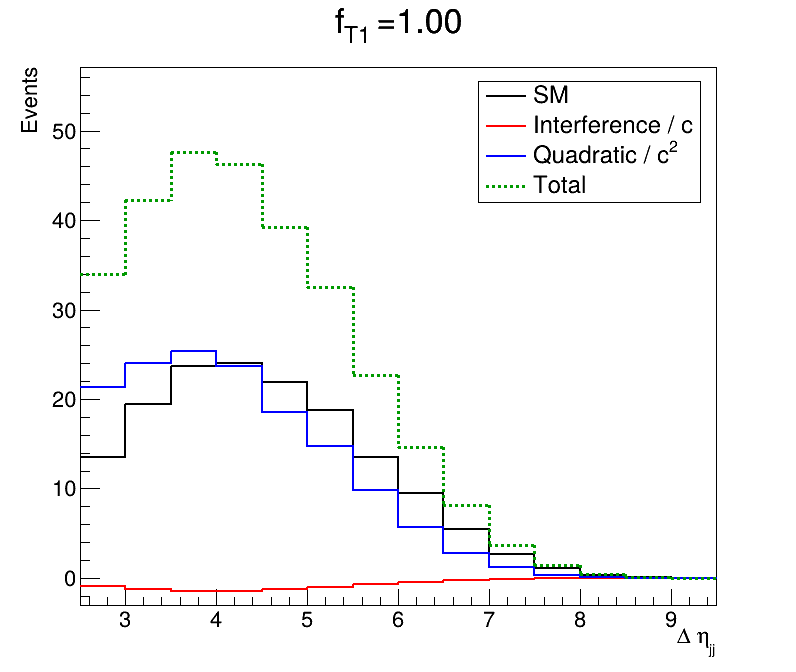 f_T1 =1.00
Events
SM
Interference / c
Quadratic / c²
Total
50
40
30
20
10
0
3 4 5 6 7 8 9
Δ η_jj